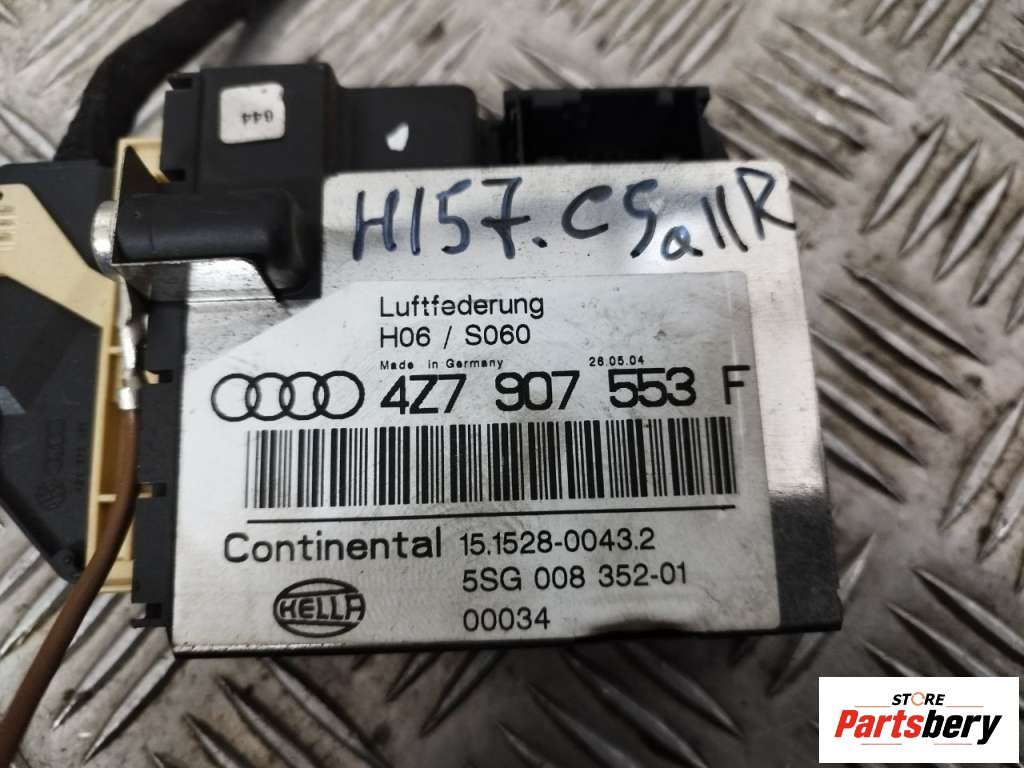 844
H157.C5allR
Luftfederung
H06 / S060
Made in Germany 26.05.04
4Z7 907 553 F
Continental 15.1528-0043.2
HELLA 5SG 008 352-01
00034
STORE
Partsbery